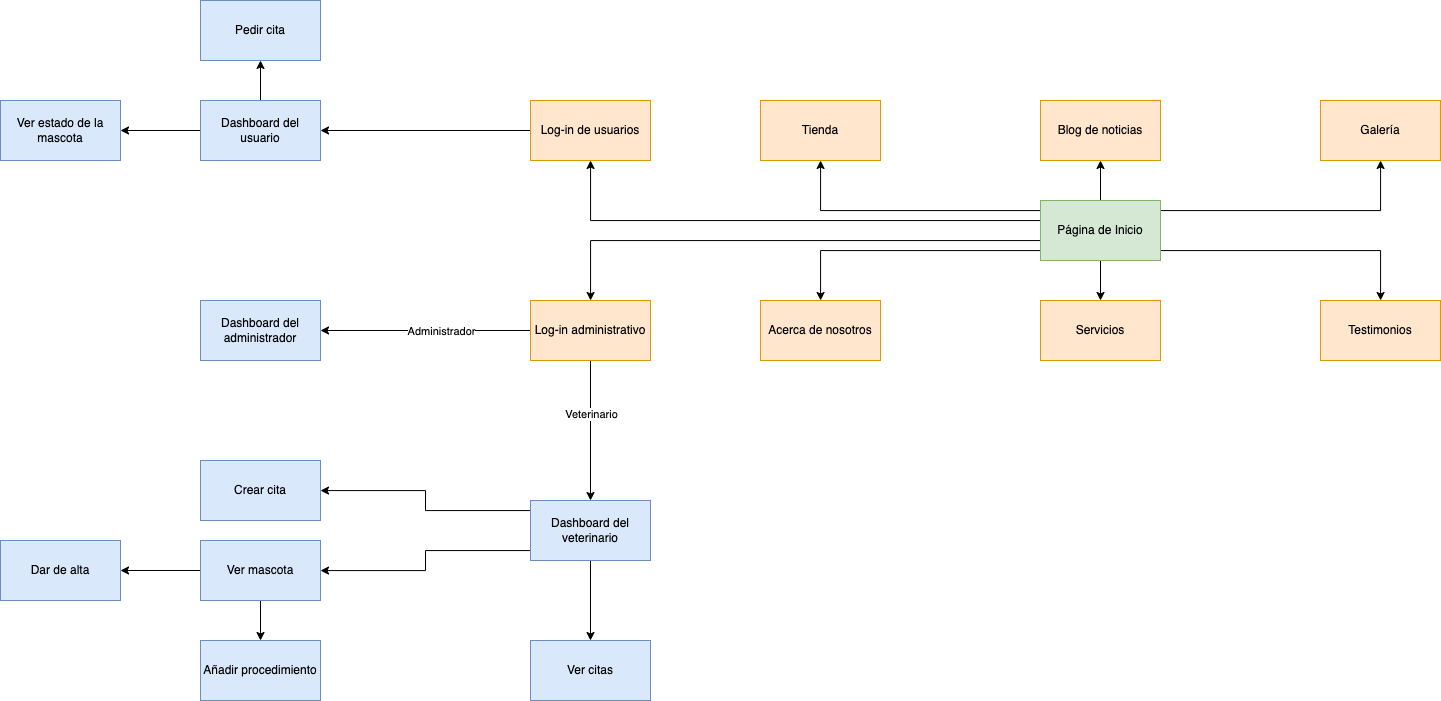 Pedir cita
Ver estado de la
mascota
Dashboard del
usuario
Log-in de usuarios
Tienda
Blog de noticias
Galería
Página de Inicio
Dashboard del
administrador
Administrador
Log-in administrativo
Acerca de nosotros
Servicios
Testimonios
Veterinario
Crear cita
Dashboard del
veterinario
Dar de alta
Ver mascota
Añadir procedimiento
Ver citas